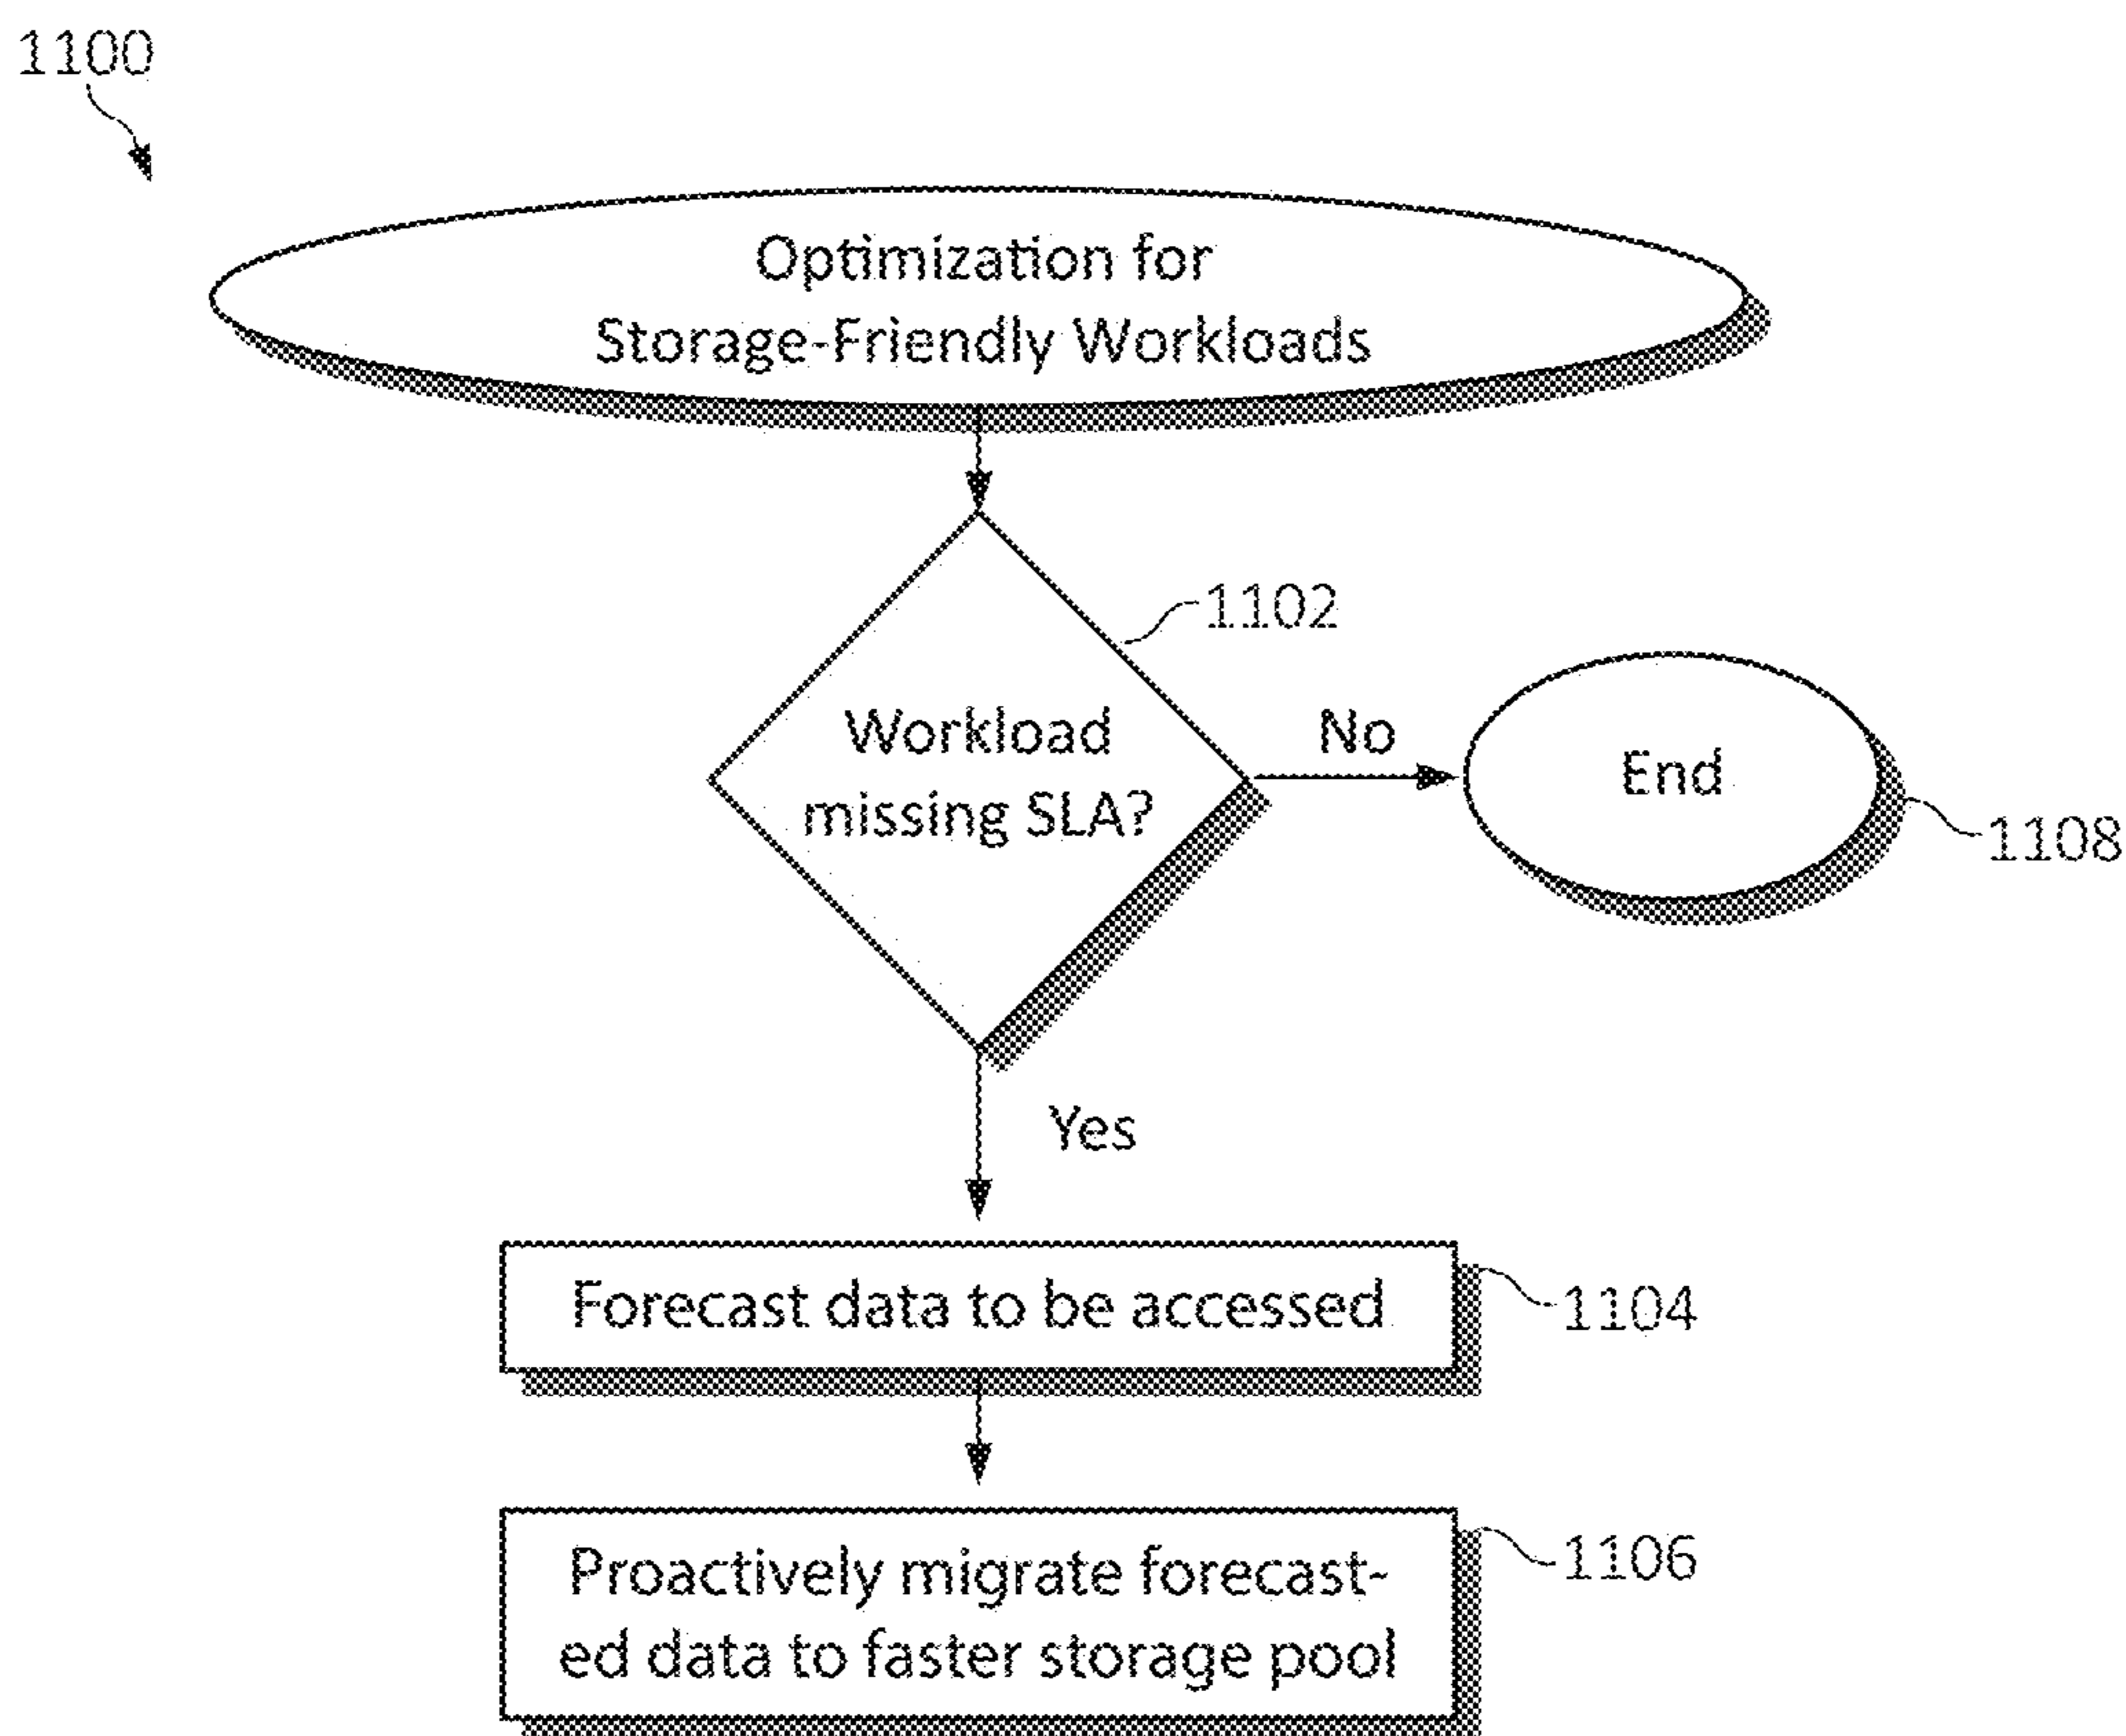 1100
Optimization for
Storage-Friendly Workloads
1102
Workload
missing SLA?
No
End
1108
Yes
Forecast data to be accessed
1104
Proactively migrate forecast-
ed data to faster storage pool
1106